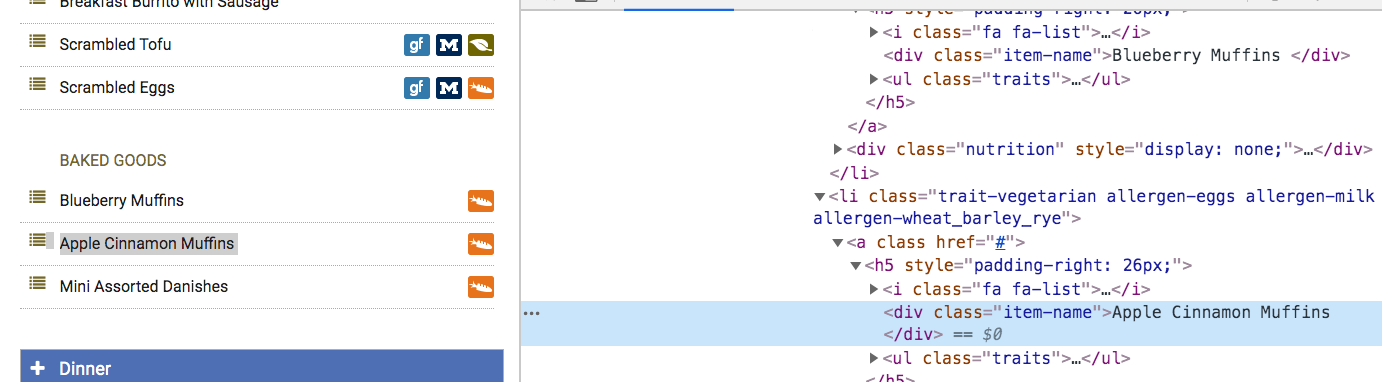 Breakfast Burrito with Sausage
Scrambled Tofu gf M
Scrambled Eggs gf M
BAKED GOODS
Blueberry Muffins
Apple Cinnamon Muffins
Mini Assorted Danishes
+ Dinner
<h5 style="padding-right: 26px;">
▶<i class="fa fa-list">…</i>
<div class="item-name">Blueberry Muffins </div>
▶<ul class="traits">…</ul>
</h5>
</a>
▶<div class="nutrition" style="display: none;">…</div>
</li>
▼<li class="trait-vegetarian allergen-eggs allergen-milk
allergen-wheat_barley_rye">
▼<a class href="#">
▼<h5 style="padding-right: 26px;">
▶<i class="fa fa-list">…</i>
… <div class="item-name">Apple Cinnamon Muffins
</div> == $0
▶<ul class="traits">…</ul>
</h5>